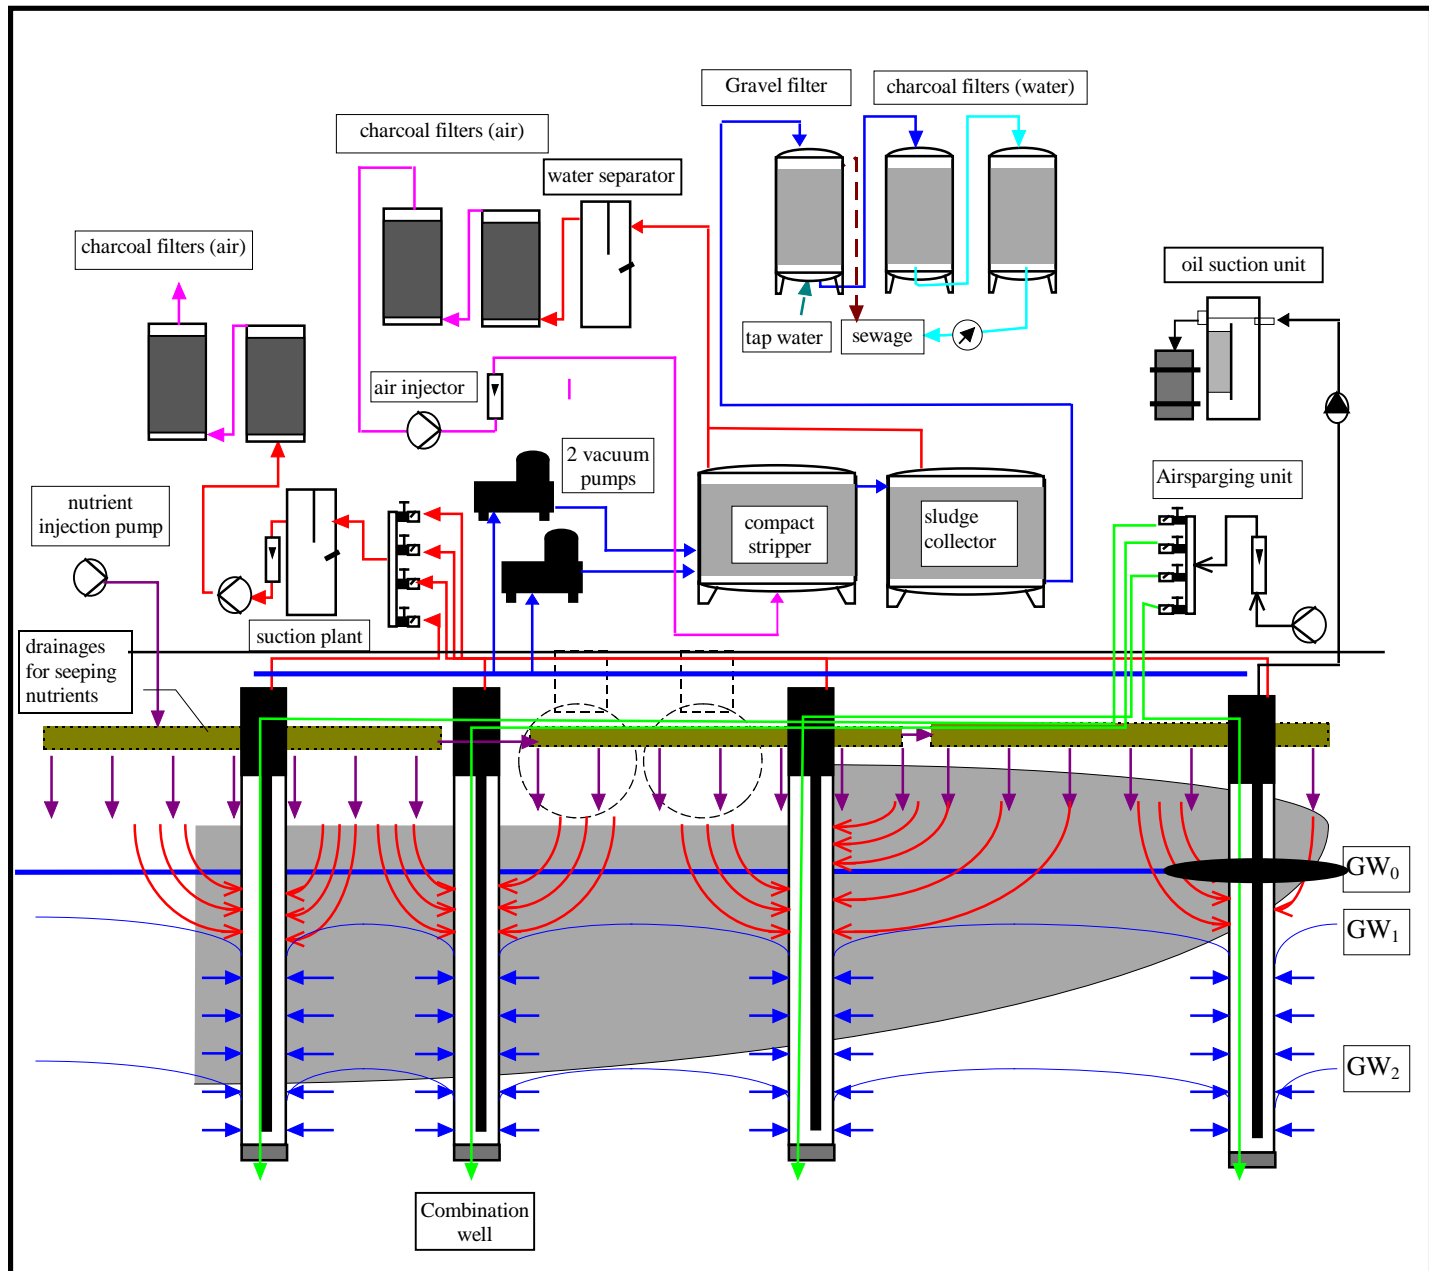 Gravel filter
charcoal filters (water)
charcoal filters (air)
water separator
charcoal filters (air)
oil suction unit
tap water
sewage
air injector
2 vacuum
pumps
Airsparging unit
nutrient
injection pump
compact
stripper
sludge
collector
suction plant
drainages
for seeping
nutrients
GW0
GW1
GW2
Combination
well